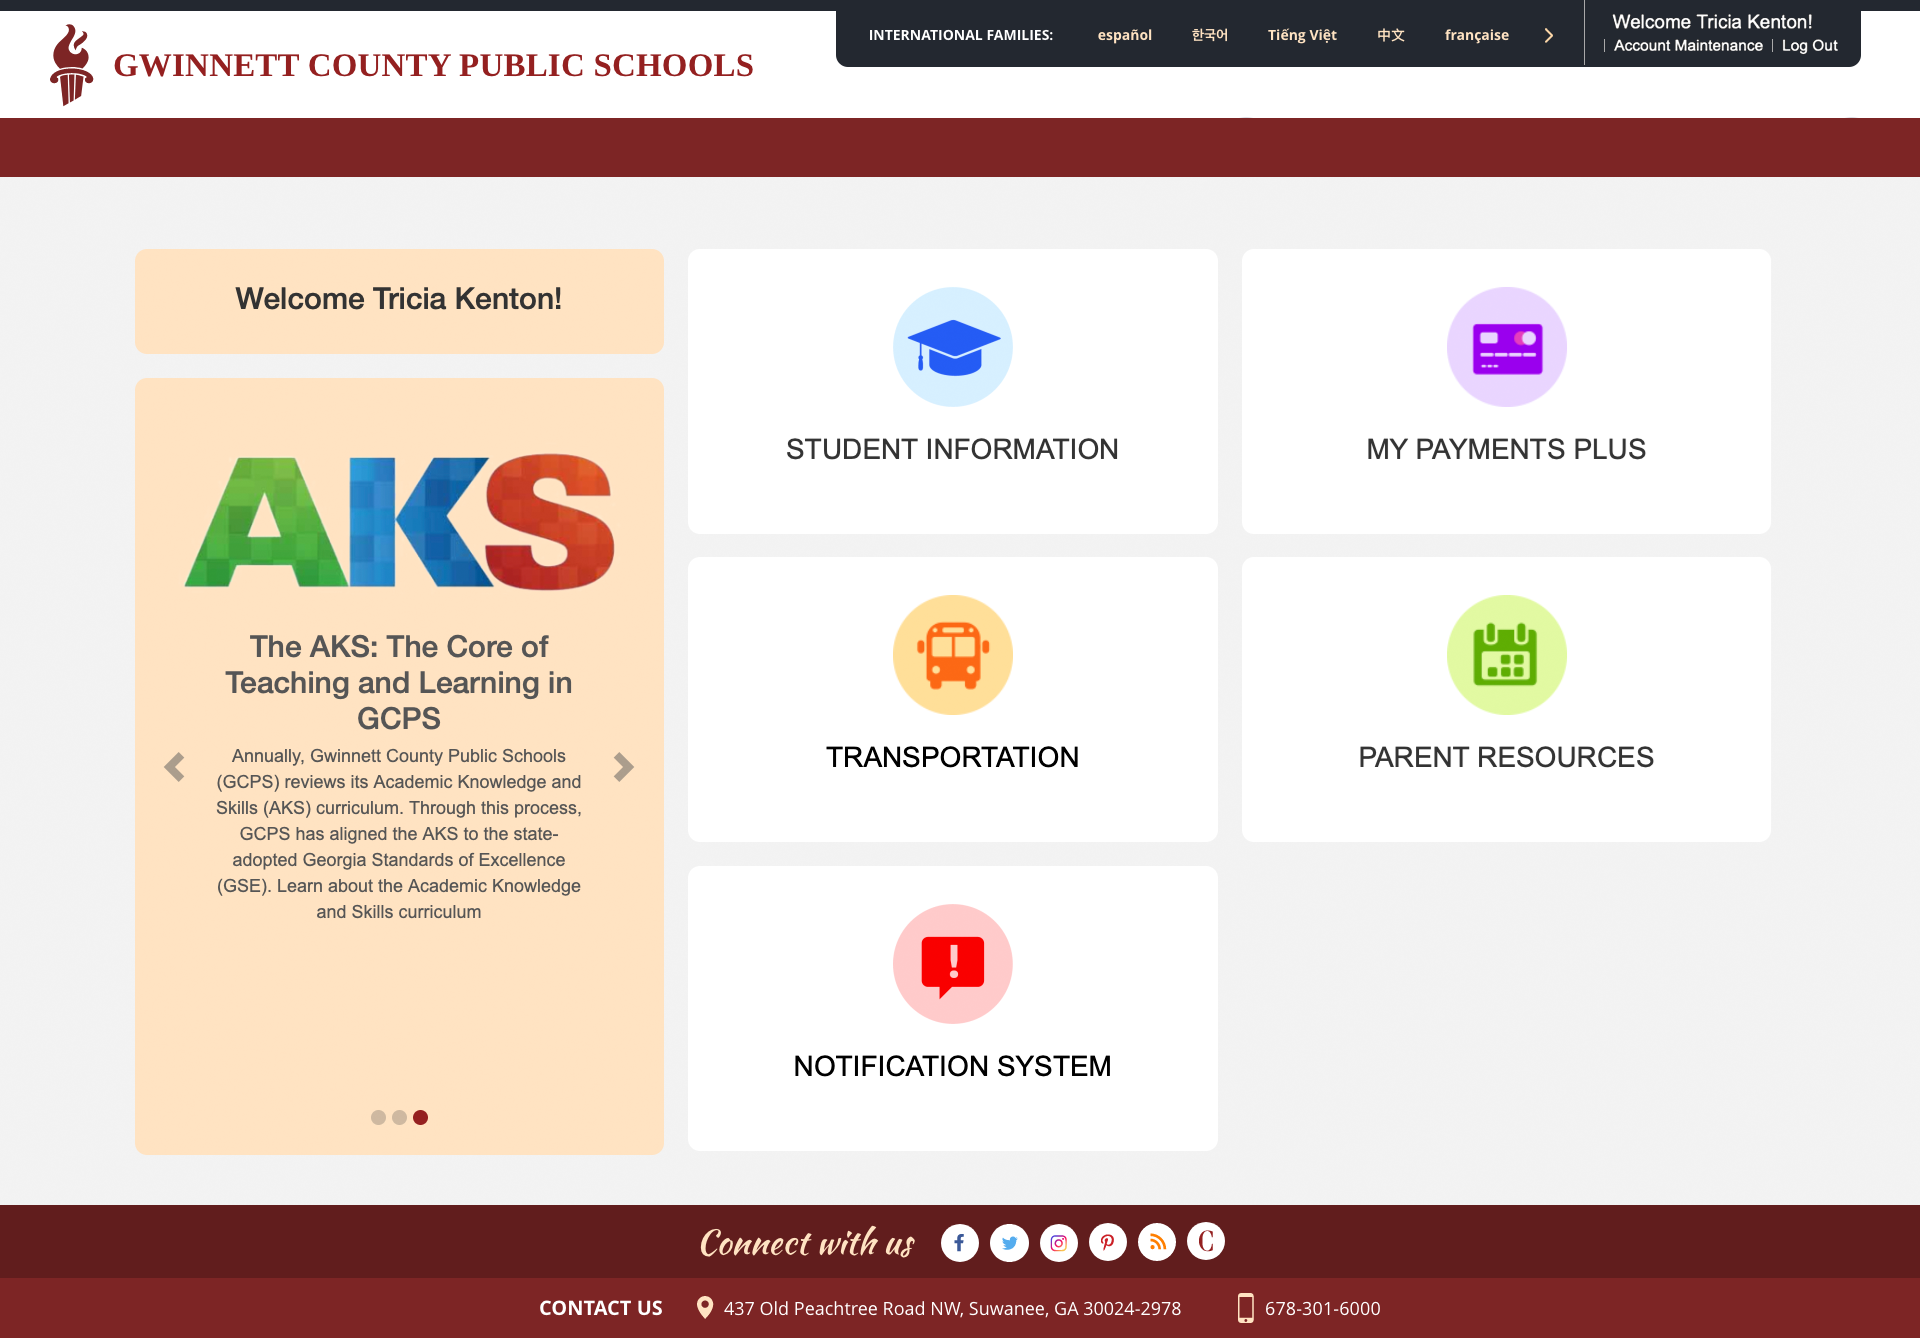 GWINNETT COUNTY PUBLIC SCHOOLS
INTERNATIONAL FAMILIES: español 한국어 Tiếng Việt 中文 française
Welcome Tricia Kenton!
Account Maintenance | Log Out
Welcome Tricia Kenton!
AKS
The AKS: The Core of
Teaching and Learning in
GCPS
Annually, Gwinnett County Public Schools
(GCPS) reviews its Academic Knowledge and
Skills (AKS) curriculum. Through this process,
GCPS has aligned the AKS to the state-
adopted Georgia Standards of Excellence
(GSE). Learn about the Academic Knowledge
and Skills curriculum
STUDENT INFORMATION
MY PAYMENTS PLUS
TRANSPORTATION
PARENT RESOURCES
NOTIFICATION SYSTEM
Connect with us
CONTACT US 437 Old Peachtree Road NW, Suwanee, GA 30024-2978 678-301-6000